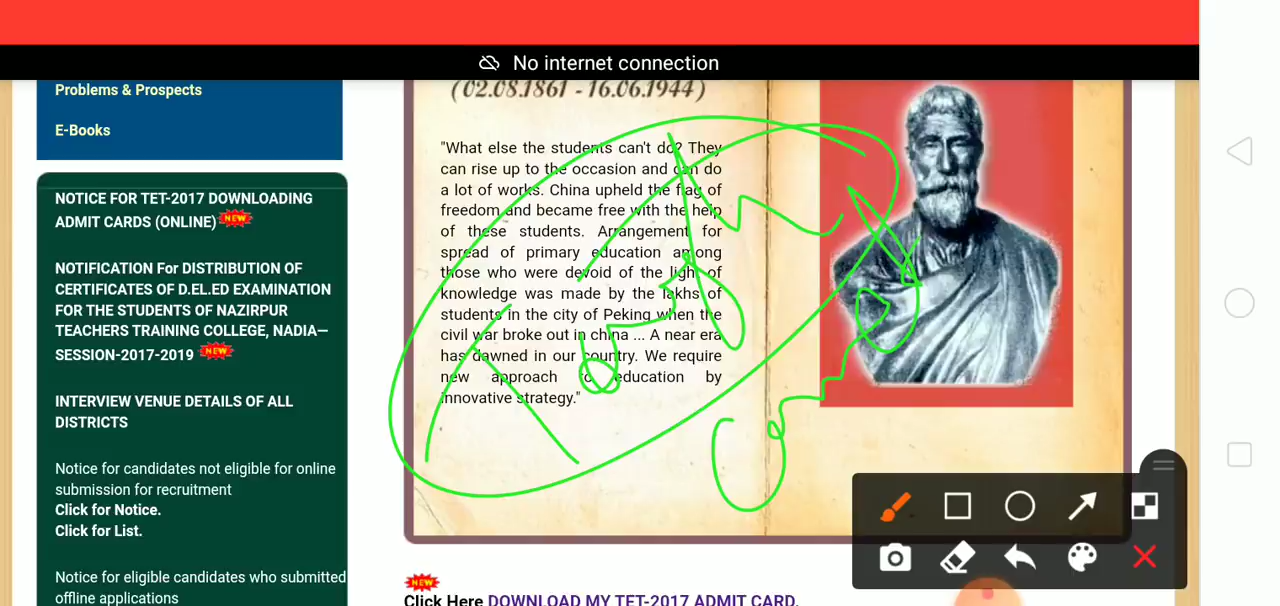 No internet connection
Problems & Prospects
E-Books
NOTICE FOR TET-2017 DOWNLOADING
ADMIT CARDS (ONLINE) NEW
NOTIFICATION For DISTRIBUTION OF
CERTIFICATES OF D.EL.ED EXAMINATION
FOR THE STUDENTS OF NAZIRPUR
TEACHERS TRAINING COLLEGE, NADIA—
SESSION-2017-2019 NEW
INTERVIEW VENUE DETAILS OF ALL
DISTRICTS
Notice for candidates not eligible for online
submission for recruitment
Click for Notice.
Click for List.
Notice for eligible candidates who submitted
offline applications
(02.08.1861 - 16.06.1944)
"What else the students can't do? They
can rise up to the occasion and can do
a lot of works. China upheld the flag of
freedom and became free with the help
of these students. Arrangement for
spread of primary education among
those who were devoid of the light of
knowledge was made by the lakhs of
students in the city of Peking when the
civil war broke out in china ... A near era
has dawned in our country. We require
new approach to education by
innovative strategy."
NEW
Click Here DOWNLOAD MY TET-2017 ADMIT CARD.